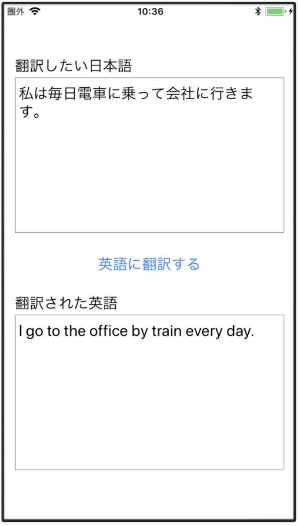 圏外 10:36
翻訳したい日本語
私は毎日電車に乗って会社に行きま
す。
英語に翻訳する
翻訳された英語
I go to the office by train every day.